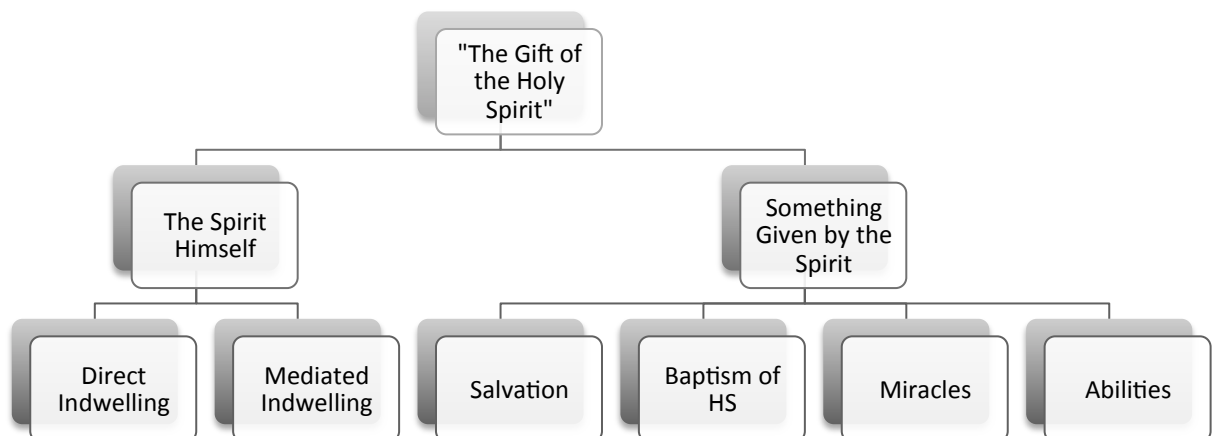 "The Gift of
the Holy
Spirit"
The Spirit
Himself
Something
Given by the
Spirit
Direct
Indwelling
Mediated
Indwelling
Salvation
Baptism of
HS
Miracles
Abilities